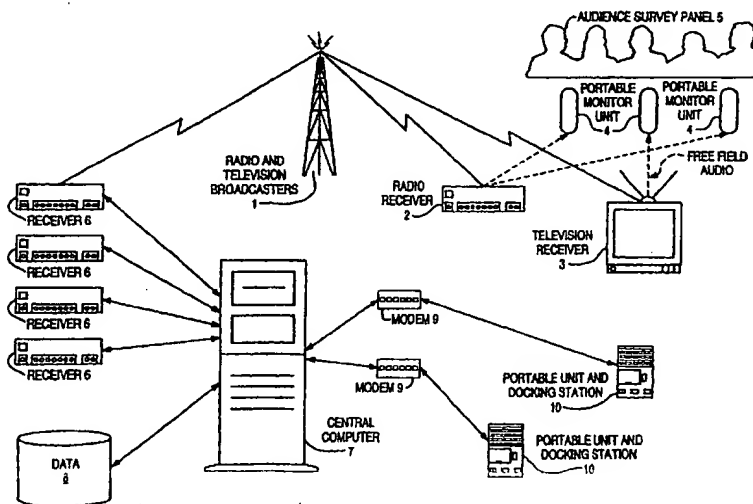 AUDIENCE SURVEY PANEL 5
PORTABLE
MONITOR
UNIT
4
PORTABLE
MONITOR
UNIT
4
FREE FIELD
AUDIO
RADIO AND
TELEVISION
BROADCASTERS
1
RADIO
RECEIVER
2
TELEVISION
RECEIVER
3
RECEIVER 6
RECEIVER 6
RECEIVER 6
RECEIVER 6
MODEM 9
MODEM 9
CENTRAL
COMPUTER
7
PORTABLE UNIT AND
DOCKING STATION
10
PORTABLE UNIT AND
DOCKING STATION
10
DATA
8